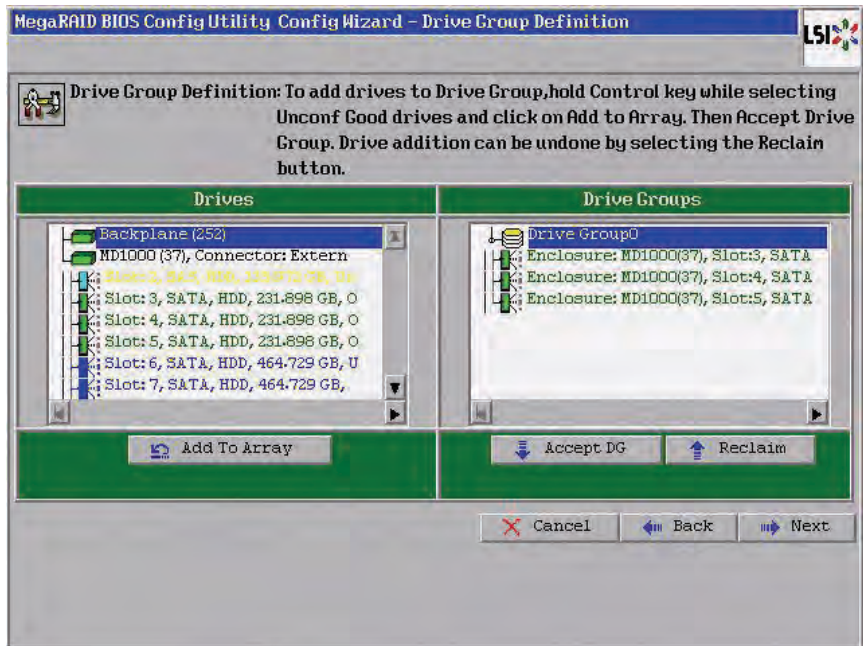 MegaRAID BIOS Config Utility Config Wizard – Drive Group Definition
LSI
Drive Group Definition: To add drives to Drive Group,hold Control key while selecting
Unconf Good drives and click on Add to Array. Then Accept Drive
Group. Drive addition can be undone by selecting the Reclaim
button.
Drives
Backplane (252)
MD1000 (37), Connector: Extern
Slot: 3, SATA, HDD, 231.898 GB, O
Slot: 4, SATA, HDD, 231.898 GB, O
Slot: 5, SATA, HDD, 231.898 GB, O
Slot: 6, SATA, HDD, 464.729 GB, U
Slot: 7, SATA, HDD, 464.729 GB,
Add To Array
Drive Groups
Drive Group0
Enclosure: MD1000(37), Slot:3, SATA
Enclosure: MD1000(37), Slot:4, SATA
Enclosure: MD1000(37), Slot:5, SATA
Accept DG
Reclaim
Cancel
Back
Next